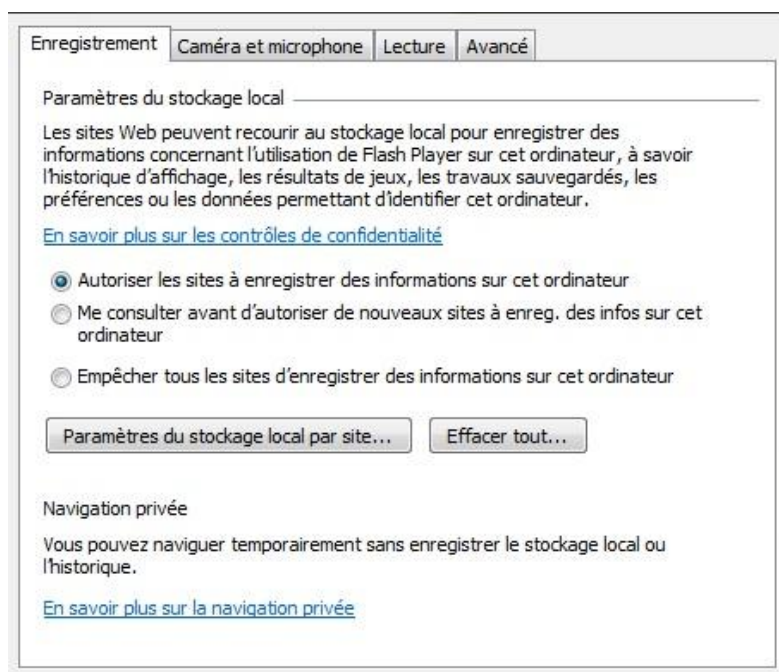 Enregistrement Caméra et microphone Lecture Avancé
Paramètres du stockage local
Les sites Web peuvent recourir au stockage local pour enregistrer des
informations concernant l'utilisation de Flash Player sur cet ordinateur, à savoir
l'historique d'affichage, les résultats de jeux, les travaux sauvegardés, les
préférences ou les données permettant d'identifier cet ordinateur.
En savoir plus sur les contrôles de confidentialité
Autoriser les sites à enregistrer des informations sur cet ordinateur
Me consulter avant d'autoriser de nouveaux sites à enreg. des infos sur cet
ordinateur
Empêcher tous les sites d'enregistrer des informations sur cet ordinateur
Paramètres du stockage local par site... Effacer tout...
Navigation privée
Vous pouvez naviguer temporairement sans enregistrer le stockage local ou
l'historique.
En savoir plus sur la navigation privée